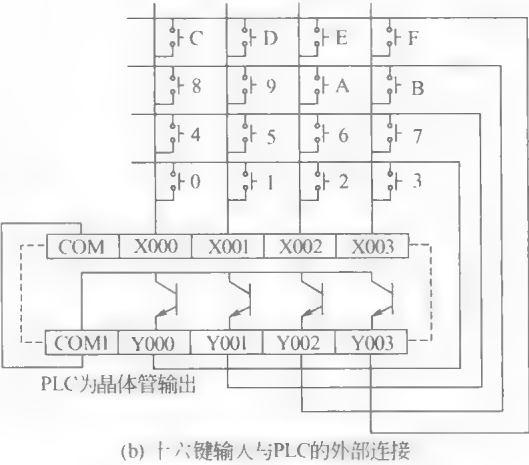 C D E F
8 9 A B
4 5 6 7
0 1 2 3
COM X000 X001 X002 X003
COM1 Y000 Y001 Y002 Y003
PLC为晶体管输出
(b) 十六键输入与PLC的外部连接